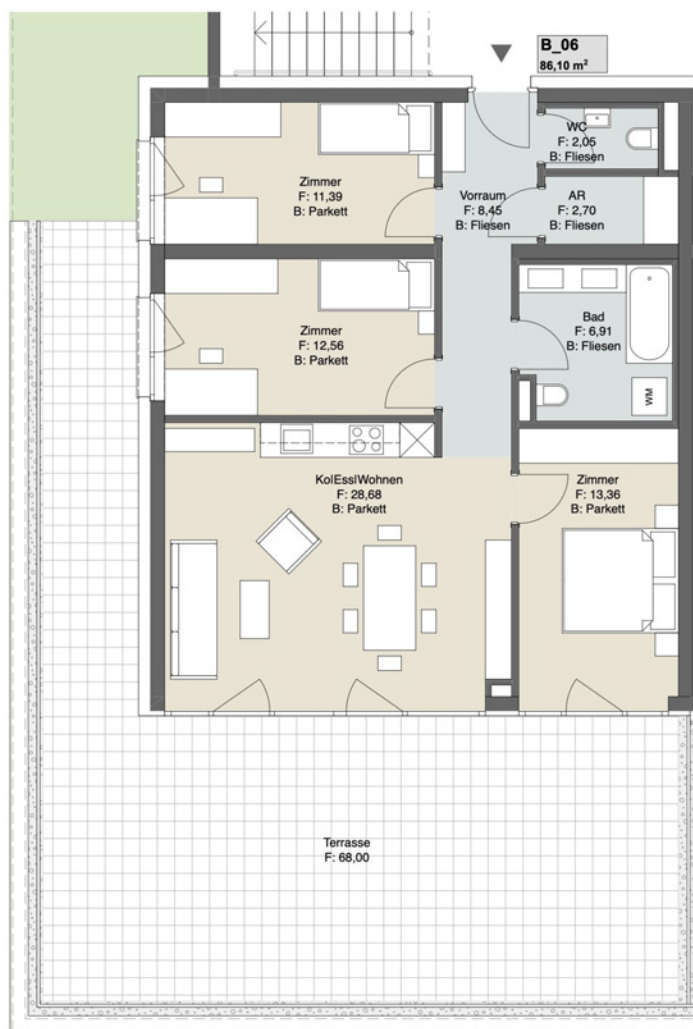 B_06
86,10 m²
WC
F: 2,05
B: Fliesen
Zimmer
F: 11,39
B: Parkett
Vorraum
F: 8,45
B: Fliesen
AR
F: 2,70
B: Fliesen
Zimmer
F: 12,56
B: Parkett
Bad
F: 6,91
B: Fliesen
WM
Ko|Ess|Wohnen
F: 28,68
B: Parkett
Zimmer
F: 13,36
B: Parkett
Terrasse
F: 68,00